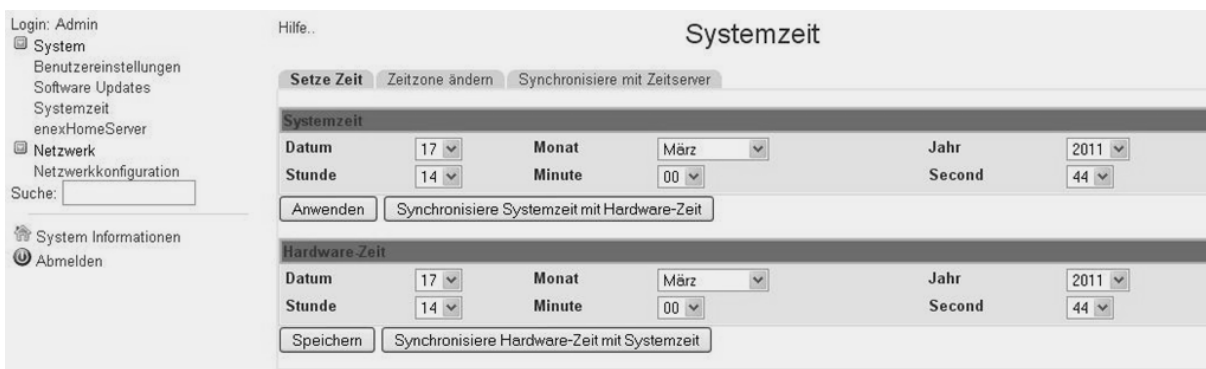 Login: Admin
System
Benutzereinstellungen
Software Updates
Systemzeit
enexHomeServer
Netzwerk
Netzwerkkonfiguration
Suche:
System Informationen
Abmelden
Hilfe..
Systemzeit
Setze Zeit Zeitzone ändern Synchronisiere mit Zeitserver
Systemzeit
Datum 17 Monat März Jahr 2011
Stunde 14 Minute 00 Second 44
Anwenden Synchronisiere Systemzeit mit Hardware-Zeit
Hardware-Zeit
Datum 17 Monat März Jahr 2011
Stunde 14 Minute 00 Second 44
Speichern Synchronisiere Hardware-Zeit mit Systemzeit